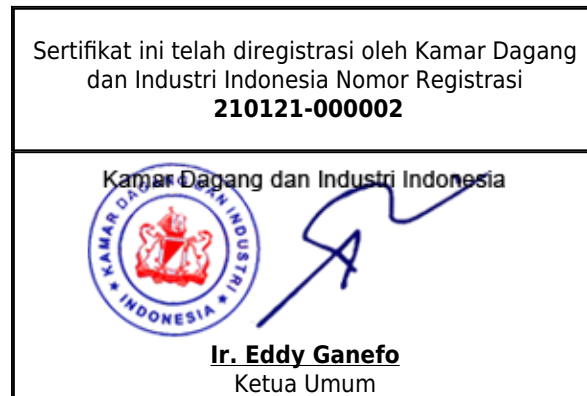 Sertifikat ini telah diregistrasi oleh Kamar Dagang
dan Industri Indonesia Nomor Registrasi
210121-000002
Kamar Dagang dan Industri Indonesia
KAMAR DAGANG DAN INDUSTRI
INDONESIA
Ir. Eddy Ganefo
Ketua Umum